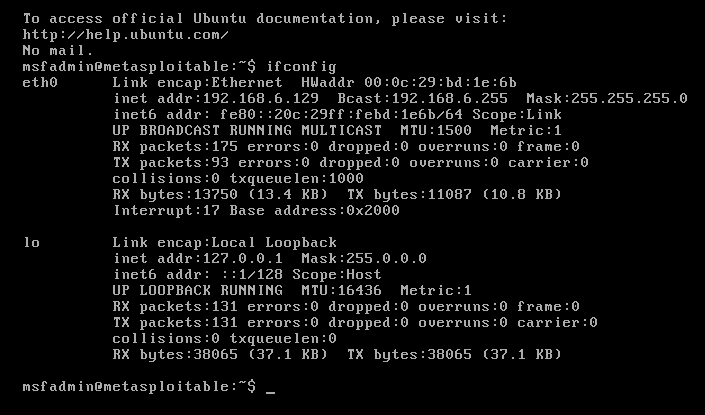 To access official Ubuntu documentation, please visit:
http://help.ubuntu.com/
No mail.
msfadmin@metasploitable:~$ ifconfig
eth0      Link encap:Ethernet  HWaddr 00:0c:29:bd:1e:6b
          inet addr:192.168.6.129  Bcast:192.168.6.255  Mask:255.255.255.0
          inet6 addr: fe80::20c:29ff:febd:1e6b/64 Scope:Link
          UP BROADCAST RUNNING MULTICAST  MTU:1500  Metric:1
          RX packets:175 errors:0 dropped:0 overruns:0 frame:0
          TX packets:93 errors:0 dropped:0 overruns:0 carrier:0
          collisions:0 txqueuelen:1000
          RX bytes:13750 (13.4 KB)  TX bytes:11087 (10.8 KB)
          Interrupt:17 Base address:0x2000
lo        Link encap:Local Loopback
          inet addr:127.0.0.1  Mask:255.0.0.0
          inet6 addr: ::1/128 Scope:Host
          UP LOOPBACK RUNNING  MTU:16436  Metric:1
          RX packets:131 errors:0 dropped:0 overruns:0 frame:0
          TX packets:131 errors:0 dropped:0 overruns:0 carrier:0
          collisions:0 txqueuelen:0
          RX bytes:38065 (37.1 KB)  TX bytes:38065 (37.1 KB)
msfadmin@metasploitable:~$ _